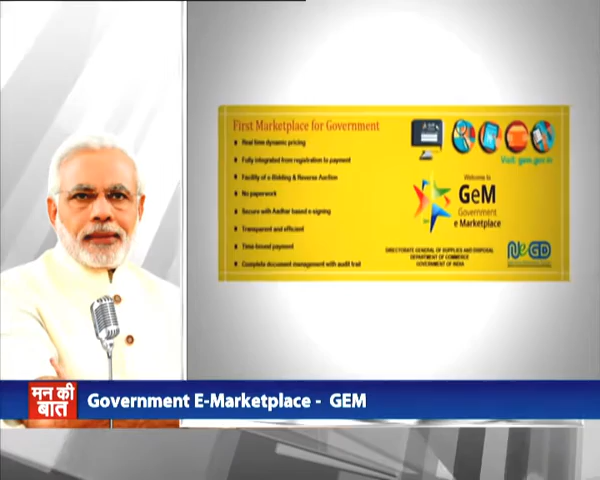 First Marketplace for Government
Real time dynamic pricing
Fully integrated from registration to payment
Facility of e-Bidding & Reverse Auction
No paperwork
Secure with Aadhar based e signing
Transparent and efficient
Time-bound payment
Complete document management with audit trail
Visit gem.gov.in
Welcome to
GeM
Government
e Marketplace
DIRECTORATE GENERAL OF SUPPLIES AND DISPOSAL
DEPARTMENT OF COMMERCE
GOVERNMENT OF INDIA
NeGD
मन की
बात
Government E-Marketplace - GEM